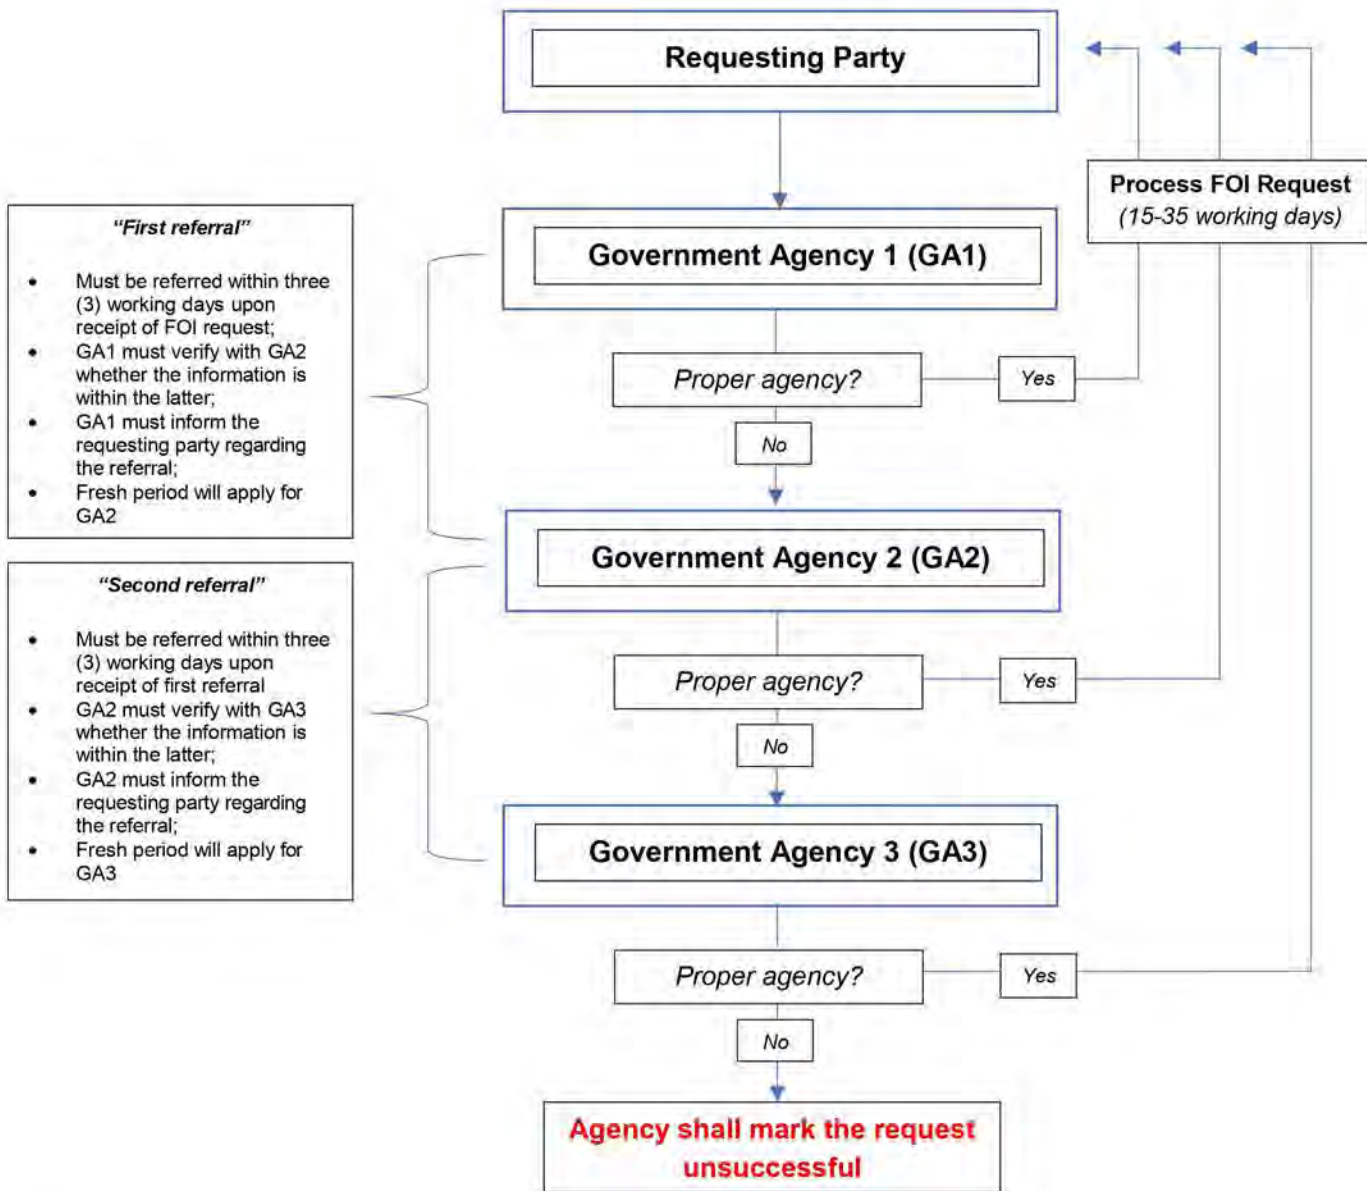 Requesting Party
Process FOI Request
(15-35 working days)
“First referral”
• Must be referred within three
(3) working days upon
receipt of FOI request;
• GA1 must verify with GA2
whether the information is
within the latter;
• GA1 must inform the
requesting party regarding
the referral;
• Fresh period will apply for
GA2
Government Agency 1 (GA1)
Proper agency?
Yes
No
Government Agency 2 (GA2)
“Second referral”
• Must be referred within three
(3) working days upon
receipt of first referral
• GA2 must verify with GA3
whether the information is
within the latter;
• GA2 must inform the
requesting party regarding
the referral;
• Fresh period will apply for
GA3
Proper agency?
Yes
No
Government Agency 3 (GA3)
Proper agency?
Yes
No
Agency shall mark the request
unsuccessful